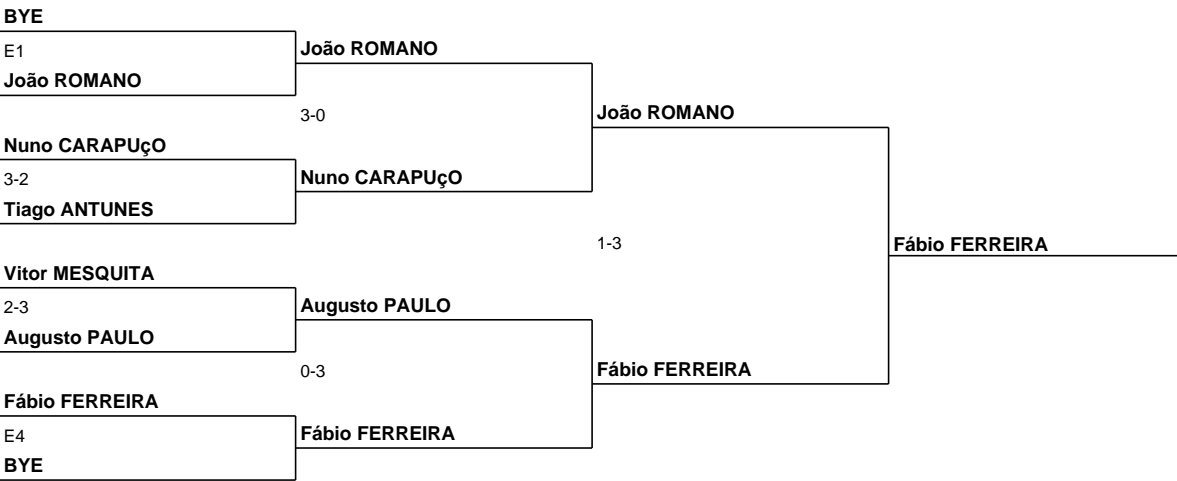 BYE
E1
João ROMANO
João ROMANO
3-0
João ROMANO
Nuno CARAPUçO
3-2
Nuno CARAPUçO
Tiago ANTUNES
1-3
Fábio FERREIRA
Vitor MESQUITA
2-3
Augusto PAULO
Augusto PAULO
0-3
Fábio FERREIRA
Fábio FERREIRA
E4
Fábio FERREIRA
BYE